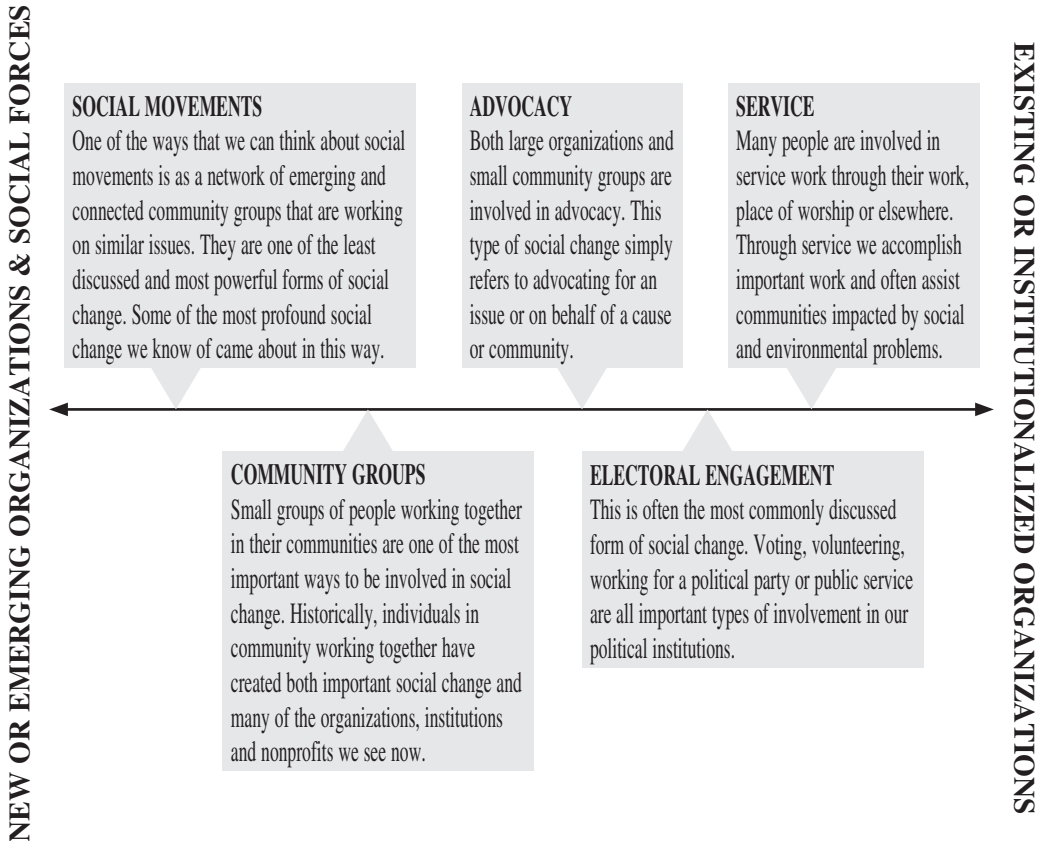 NEW OR EMERGING ORGANIZATIONS & SOCIAL FORCES
SOCIAL MOVEMENTS
One of the ways that we can think about social
movements is as a network of emerging and
connected community groups that are working
on similar issues. They are one of the least
discussed and most powerful forms of social
change. Some of the most profound social
change we know of came about in this way.
ADVOCACY
Both large organizations and
small community groups are
involved in advocacy. This
type of social change simply
refers to advocating for an
issue or on behalf of a cause
or community.
SERVICE
Many people are involved in
service work through their work,
place of worship or elsewhere.
Through service we accomplish
important work and often assist
communities impacted by social
and environmental problems.
COMMUNITY GROUPS
Small groups of people working together
in their communities are one of the most
important ways to be involved in social
change. Historically, individuals in
community working together have
created both important social change and
many of the organizations, institutions
and nonprofits we see now.
ELECTORAL ENGAGEMENT
This is often the most commonly discussed
form of social change. Voting, volunteering,
working for a political party or public service
are all important types of involvement in our
political institutions.
EXISTING OR INSTITUTIONALIZED ORGANIZATIONS